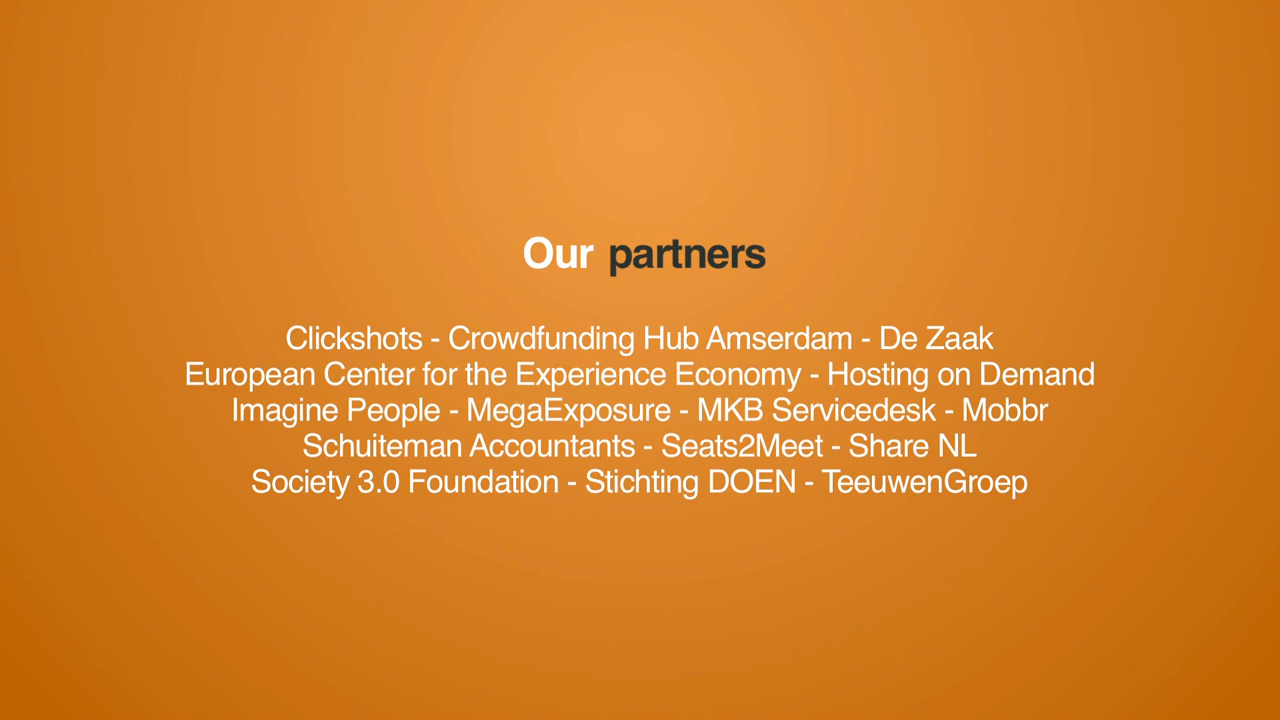 Our partners
Clickshots - Crowdfunding Hub Amserdam - De Zaak
European Center for the Experience Economy - Hosting on Demand
Imagine People - MegaExposure - MKB Servicedesk - Mobbr
Schuiteman Accountants - Seats2Meet - Share NL
Society 3.0 Foundation - Stichting DOEN - TeeuwenGroep